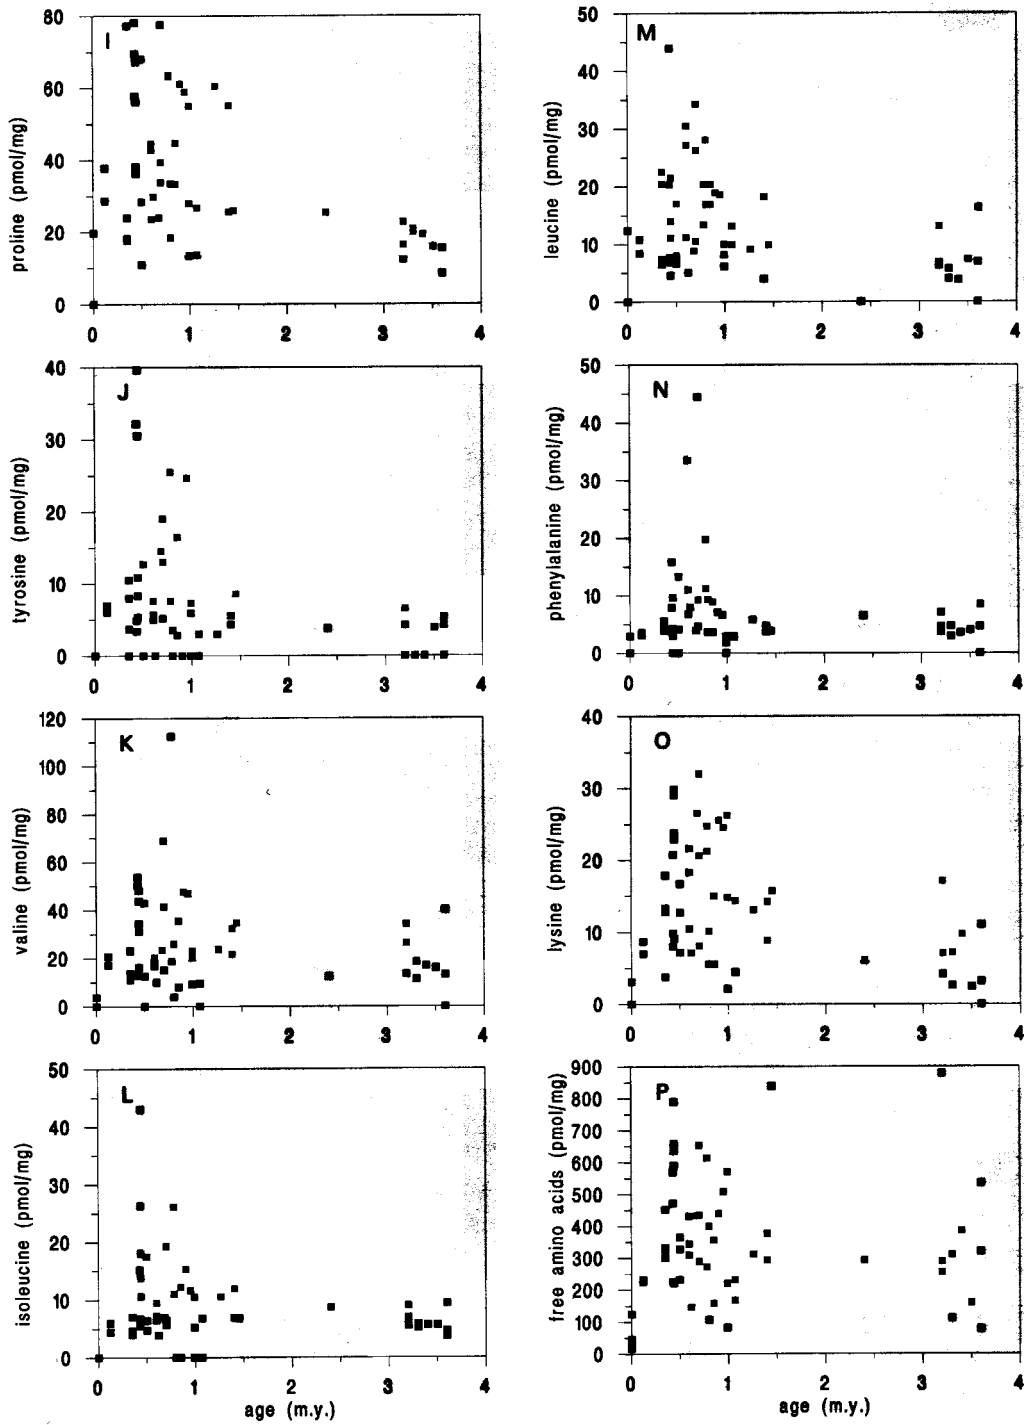 I
proline (pmol/mg)
80
60
40
20
0
0 1 2 3 4
J
tyrosine (pmol/mg)
40
30
20
10
0
0 1 2 3 4
K
valine (pmol/mg)
120
100
80
60
40
20
0
0 1 2 3 4
L
isoleucine (pmol/mg)
50
40
30
20
10
0
0 1 2 3 4
age (m.y.)
M
leucine (pmol/mg)
50
40
30
20
10
0
0 1 2 3 4
N
phenylalanine (pmol/mg)
50
40
30
20
10
0
0 1 2 3 4
O
lysine (pmol/mg)
40
30
20
10
0
0 1 2 3 4
P
free amino acids (pmol/mg)
900
800
700
600
500
400
300
200
100
0
0 1 2 3 4
age (m.y.)